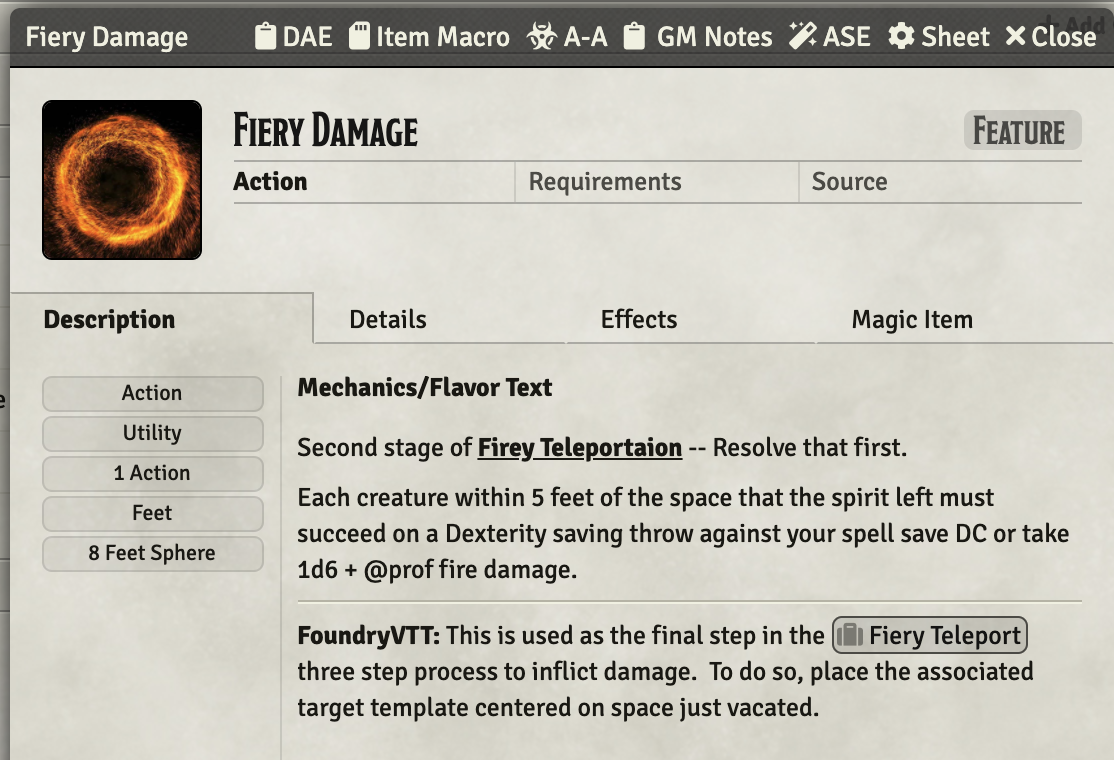 Fiery Damage DAE Item Macro A-A GM Notes ASE Sheet Close
Add
Fiery Damage Feature
Action Requirements Source
Description Details Effects Magic Item
Action
Utility
1 Action
Feet
8 Feet Sphere
Mechanics/Flavor Text
Second stage of Firey Teleportaion -- Resolve that first.
Each creature within 5 feet of the space that the spirit left must
succeed on a Dexterity saving throw against your spell save DC or take
1d6 + @prof fire damage.
FoundryVTT: This is used as the final step in the Fiery Teleport
three step process to inflict damage. To do so, place the associated
target template centered on space just vacated.